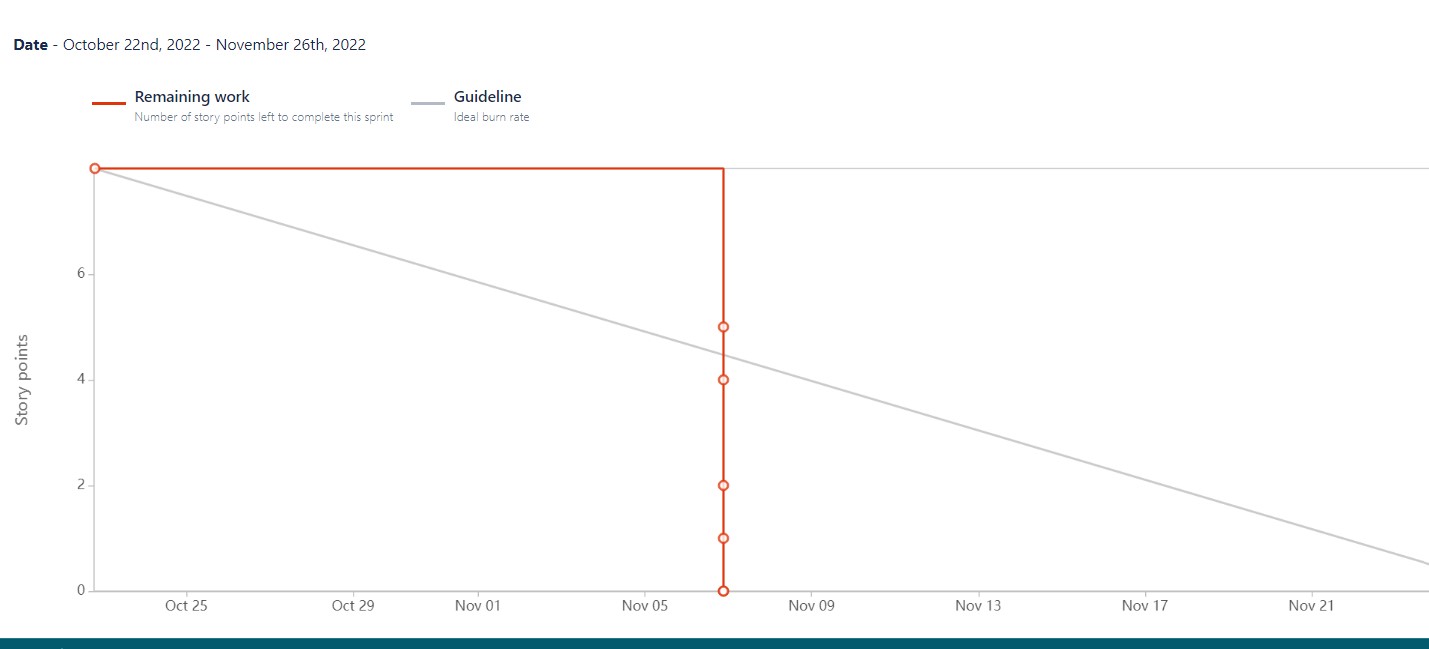 Date - October 22nd, 2022 - November 26th, 2022
Remaining work
Number of story points left to complete this sprint
Guideline
Ideal burn rate
Story points
6
4
2
0
Oct 25 Oct 29 Nov 01 Nov 05 Nov 09 Nov 13 Nov 17 Nov 21